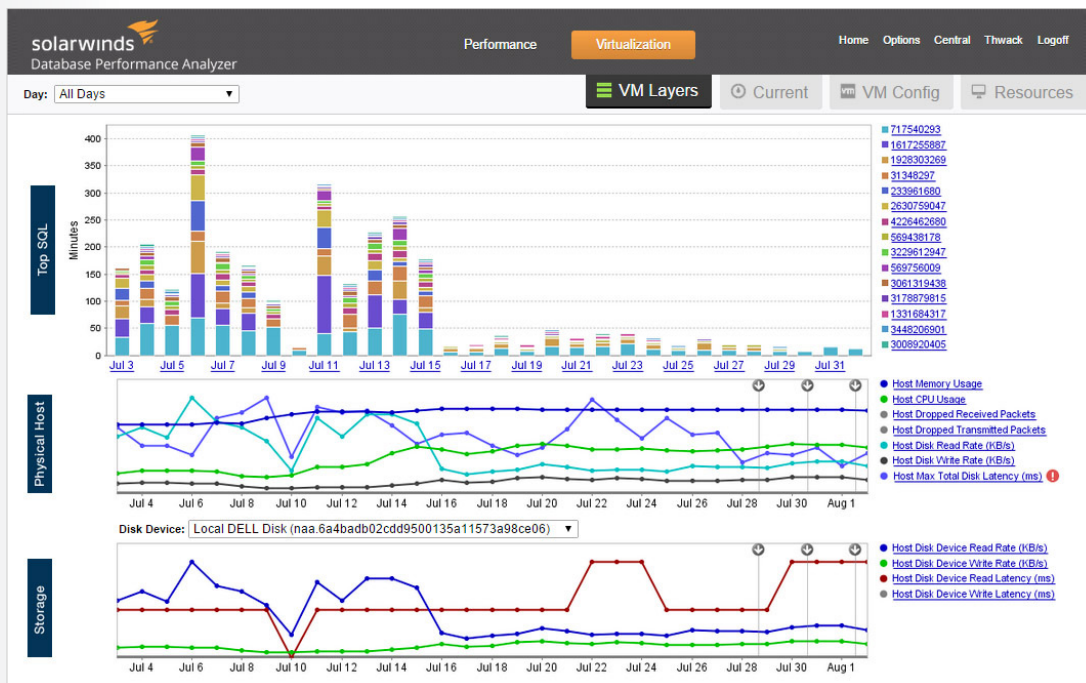 solarwinds
Database Performance Analyzer
Performance
Virtualization
Home Options Central Thwack Logoff
Day: All Days
VM Layers
Current
vm VM Config
Resources
Top SQL
Minutes
400
350
300
250
200
150
100
50
0
Jul 3 Jul 5 Jul 7 Jul 9 Jul 11 Jul 13 Jul 15 Jul 17 Jul 19 Jul 21 Jul 23 Jul 25 Jul 27 Jul 29 Jul 31
717540293
1617255887
1928303269
31348297
233961680
2630759047
4226462680
569438178
3229612947
569756009
3061319438
3178879815
1331684317
3448206901
3008920405
Physical Host
Jul 4 Jul 6 Jul 8 Jul 10 Jul 12 Jul 14 Jul 16 Jul 18 Jul 20 Jul 22 Jul 24 Jul 26 Jul 28 Jul 30 Aug 1
Host Memory Usage
Host CPU Usage
Host Dropped Received Packets
Host Dropped Transmitted Packets
Host Disk Read Rate (KB/s)
Host Disk Write Rate (KB/s)
Host Max Total Disk Latency (ms)
Disk Device: Local DELL Disk (naa.6a4badb02cdd9500135a11573a98ce06)
Storage
Jul 4 Jul 6 Jul 8 Jul 10 Jul 12 Jul 14 Jul 16 Jul 18 Jul 20 Jul 22 Jul 24 Jul 26 Jul 28 Jul 30 Aug 1
Host Disk Device Read Rate (KB/s)
Host Disk Device Write Rate (KB/s)
Host Disk Device Read Latency (ms)
Host Disk Device Write Latency (ms)